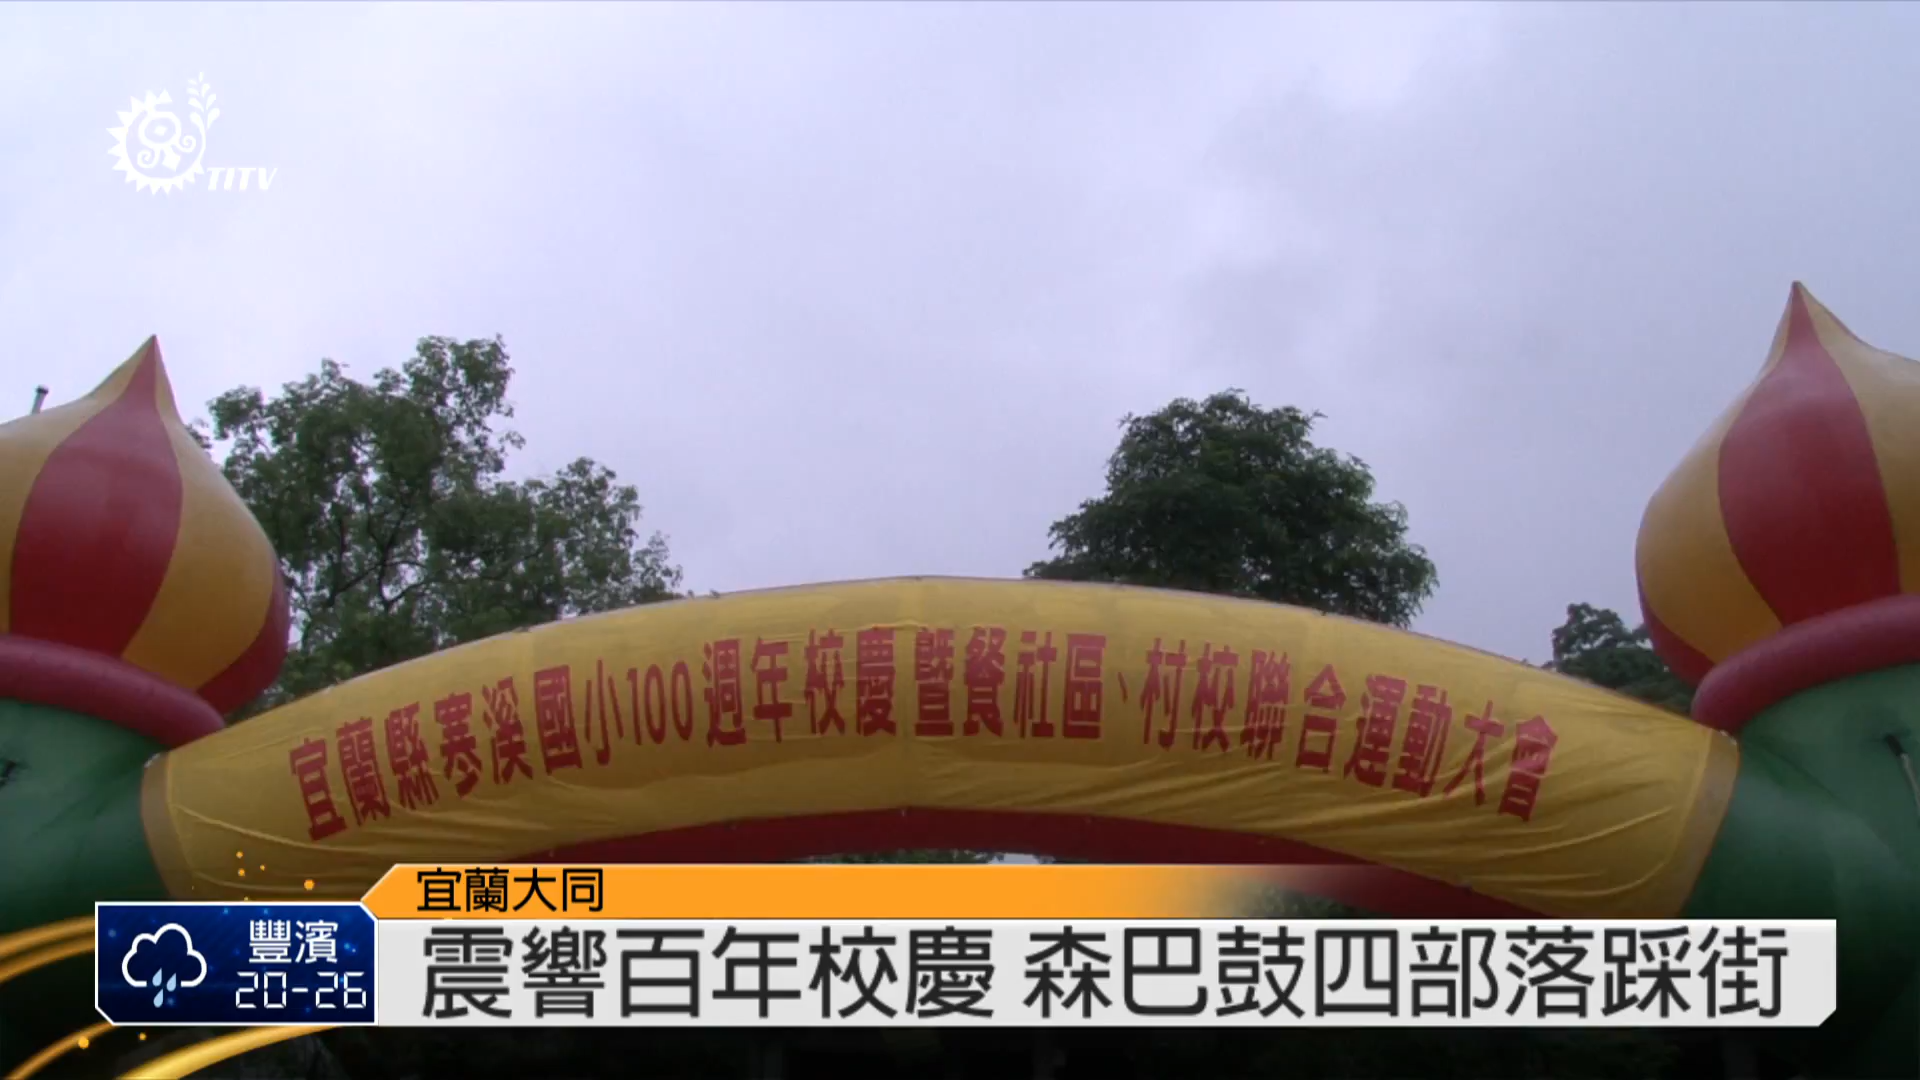 TITV
宜蘭縣寒溪國小100週年校慶暨餐社區、村校聯合運動大會
宜蘭大同
豐濱
20-26
震響百年校慶 森巴鼓四部落踩街